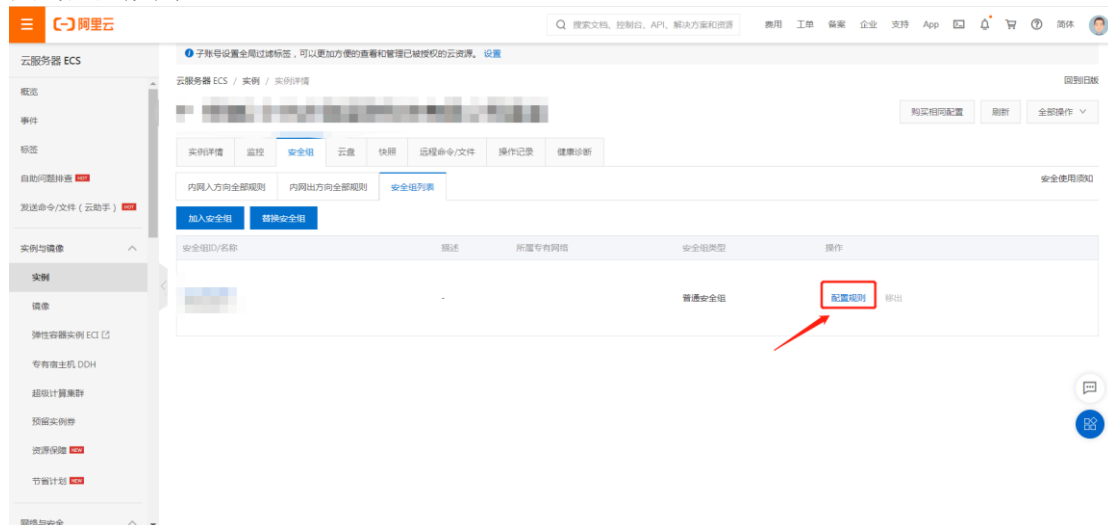 阿里云
搜索文档、控制台、API、解决方案和资源
费用 工单 备案 企业 支持 App 简体
云服务器 ECS
概览
事件
标签
自助问题排查 HOT
发送命令/文件（云助手） HOT
实例与镜像
实例
镜像
弹性容器实例 ECI
专有宿主机 DDH
超级计算集群
预留实例券
资源保障 NEW
节省计划 NEW
网络与安全
子账号设置全局过滤标签，可以更加方便的查看和管理已被授权的云资源。 设置
云服务器 ECS / 实例 / 实例详情
回到旧版
购买相同配置 刷新 全部操作
实例详情 监控 安全组 云盘 快照 远程命令/文件 操作记录 健康诊断
内网入方向全部规则 内网出方向全部规则 安全组列表
安全使用须知
加入安全组 替换安全组
安全组ID/名称 描述 所属专有网络 安全组类型 操作
- 普通安全组 配置规则 移出